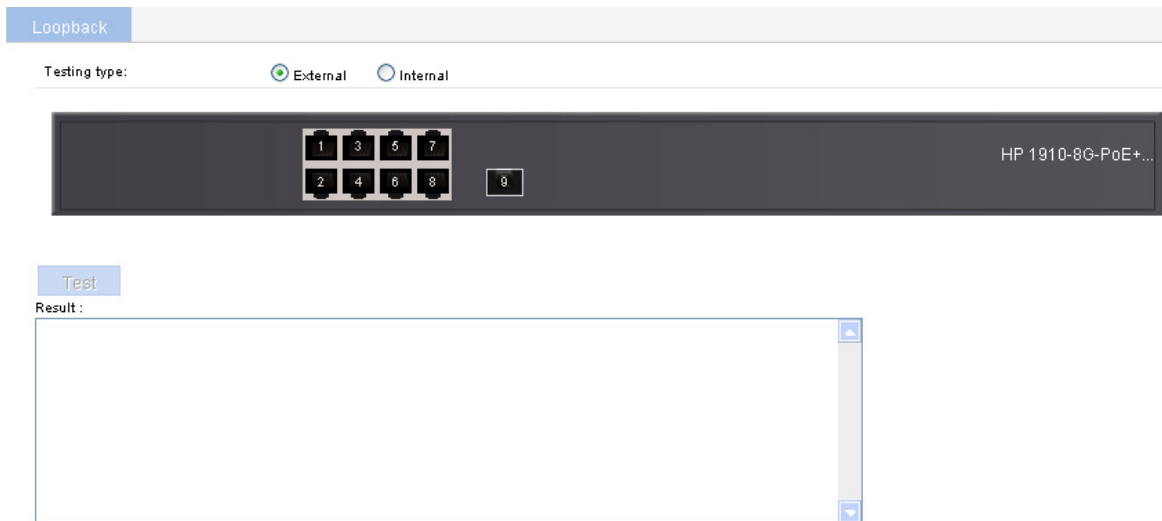 Loopback
Testing type: External Internal
1 3 5 7
HP 1910-8G-PoE+...
2 4 6 8 9
Test
Result :